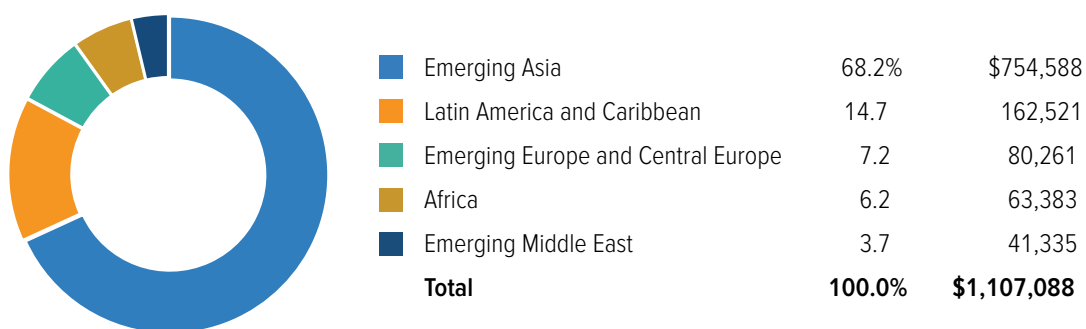 Emerging Asia 68.2% $754,588
Latin America and Caribbean 14.7 162,521
Emerging Europe and Central Europe 7.2 80,261
Africa 6.2 63,383
Emerging Middle East 3.7 41,335
Total 100.0% $1,107,088